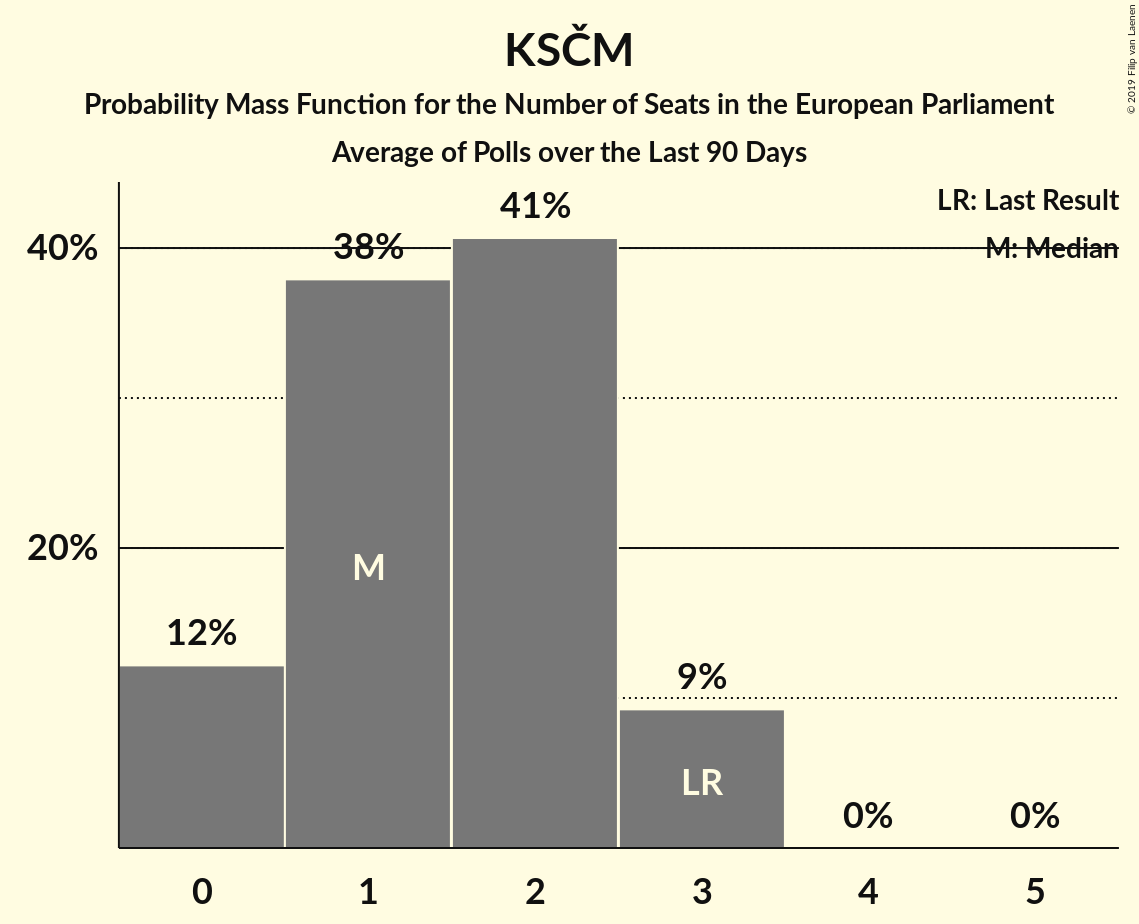 KSČM
Probability Mass Function for the Number of Seats in the European Parliament
Average of Polls over the Last 90 Days
© 2019 Filip van Laenen
LR: Last Result
M: Median
40%
20%
12%
38%
41%
9%
0%
0%
M
LR
0 1 2 3 4 5